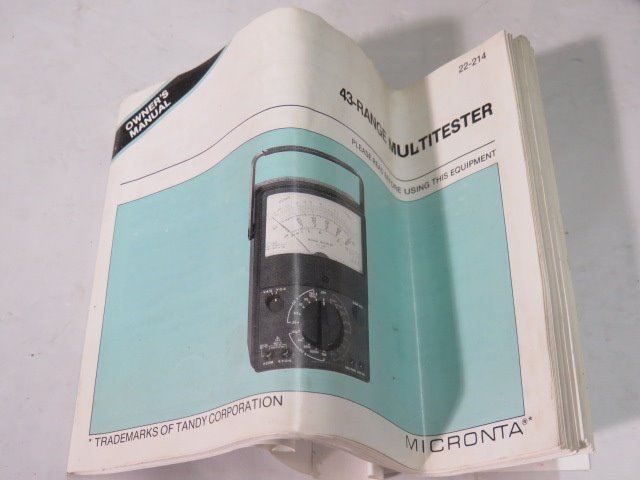 OWNER'S
MANUAL
22-214
43-RANGE MULTITESTER
PLEASE READ BEFORE USING THIS EQUIPMENT
* TRADEMARKS OF TANDY CORPORATION
MICRONTA®*